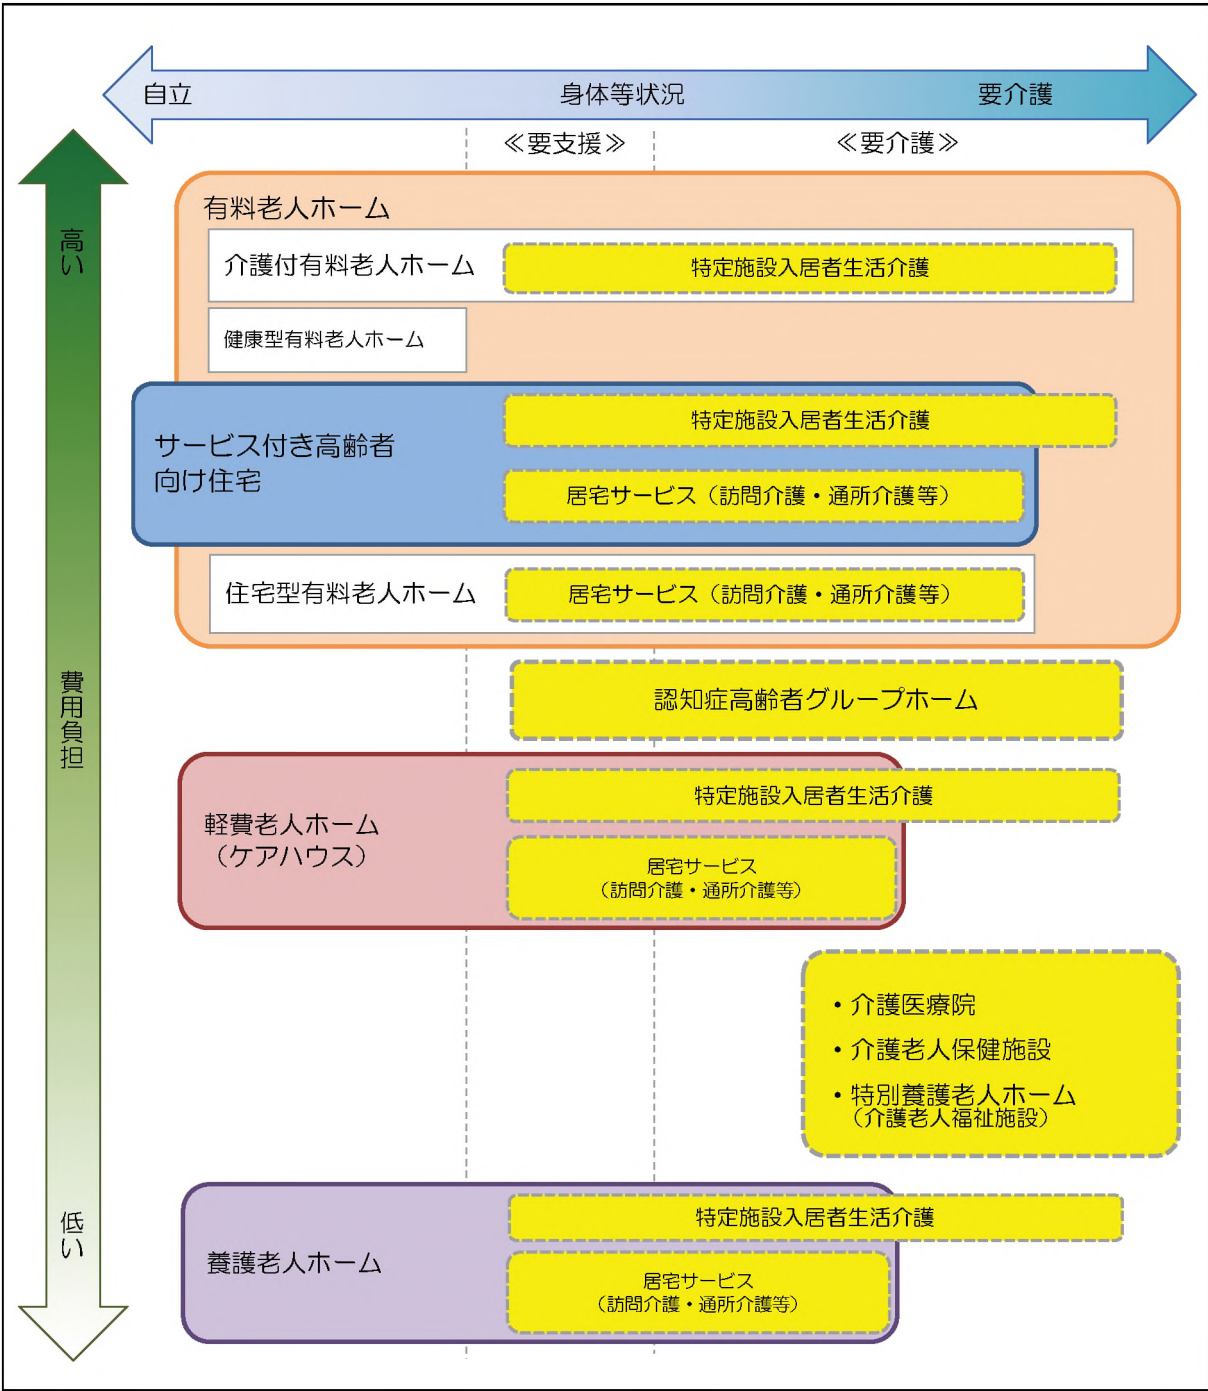 自立
身体等状況
要介護
≪要支援≫
≪要介護≫
高い
費用負担
低い
有料老人ホーム
介護付有料老人ホーム
特定施設入居者生活介護
健康型有料老人ホーム
サービス付き高齢者
向け住宅
特定施設入居者生活介護
居宅サービス（訪問介護・通所介護等）
住宅型有料老人ホーム
居宅サービス（訪問介護・通所介護等）
認知症高齢者グループホーム
軽費老人ホーム
（ケアハウス）
特定施設入居者生活介護
居宅サービス
（訪問介護・通所介護等）
・介護医療院
・介護老人保健施設
・特別養護老人ホーム
（介護老人福祉施設）
養護老人ホーム
特定施設入居者生活介護
居宅サービス
（訪問介護・通所介護等）